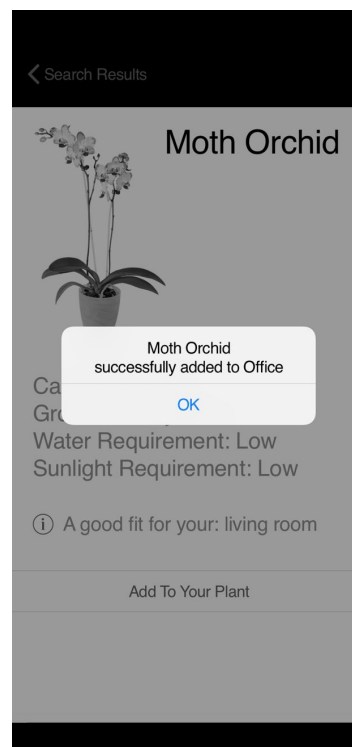 Search Results
Moth Orchid
Moth Orchid
successfully added to Office
OK
Water Requirement: Low
Sunlight Requirement: Low
A good fit for your: living room
Add To Your Plant